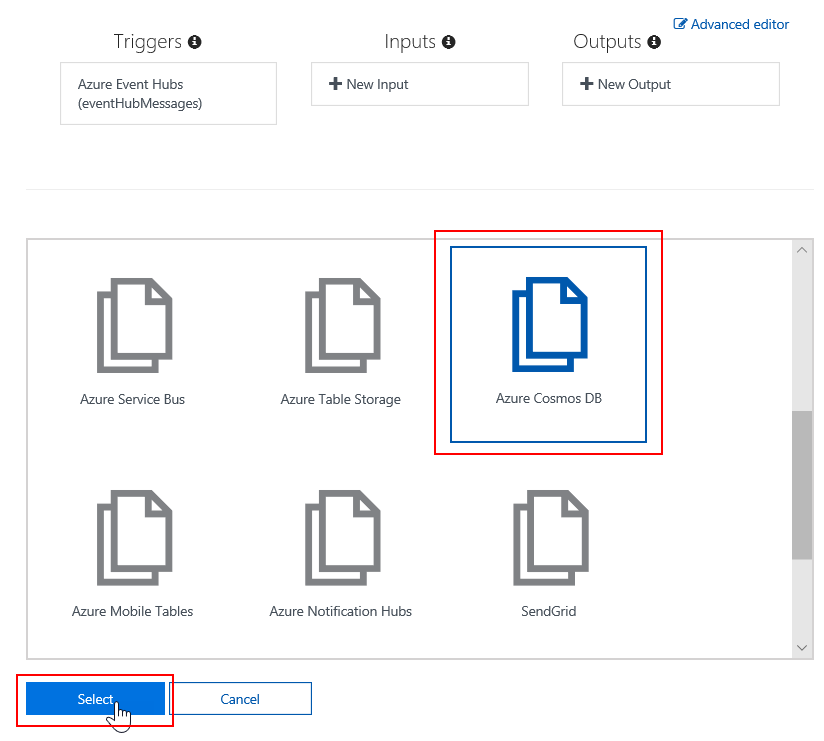 Advanced editor
Triggers
Inputs
Outputs
Azure Event Hubs
(eventHubMessages)
New Input
New Output
Azure Service Bus
Azure Table Storage
Azure Cosmos DB
Azure Mobile Tables
Azure Notification Hubs
SendGrid
Select
Cancel